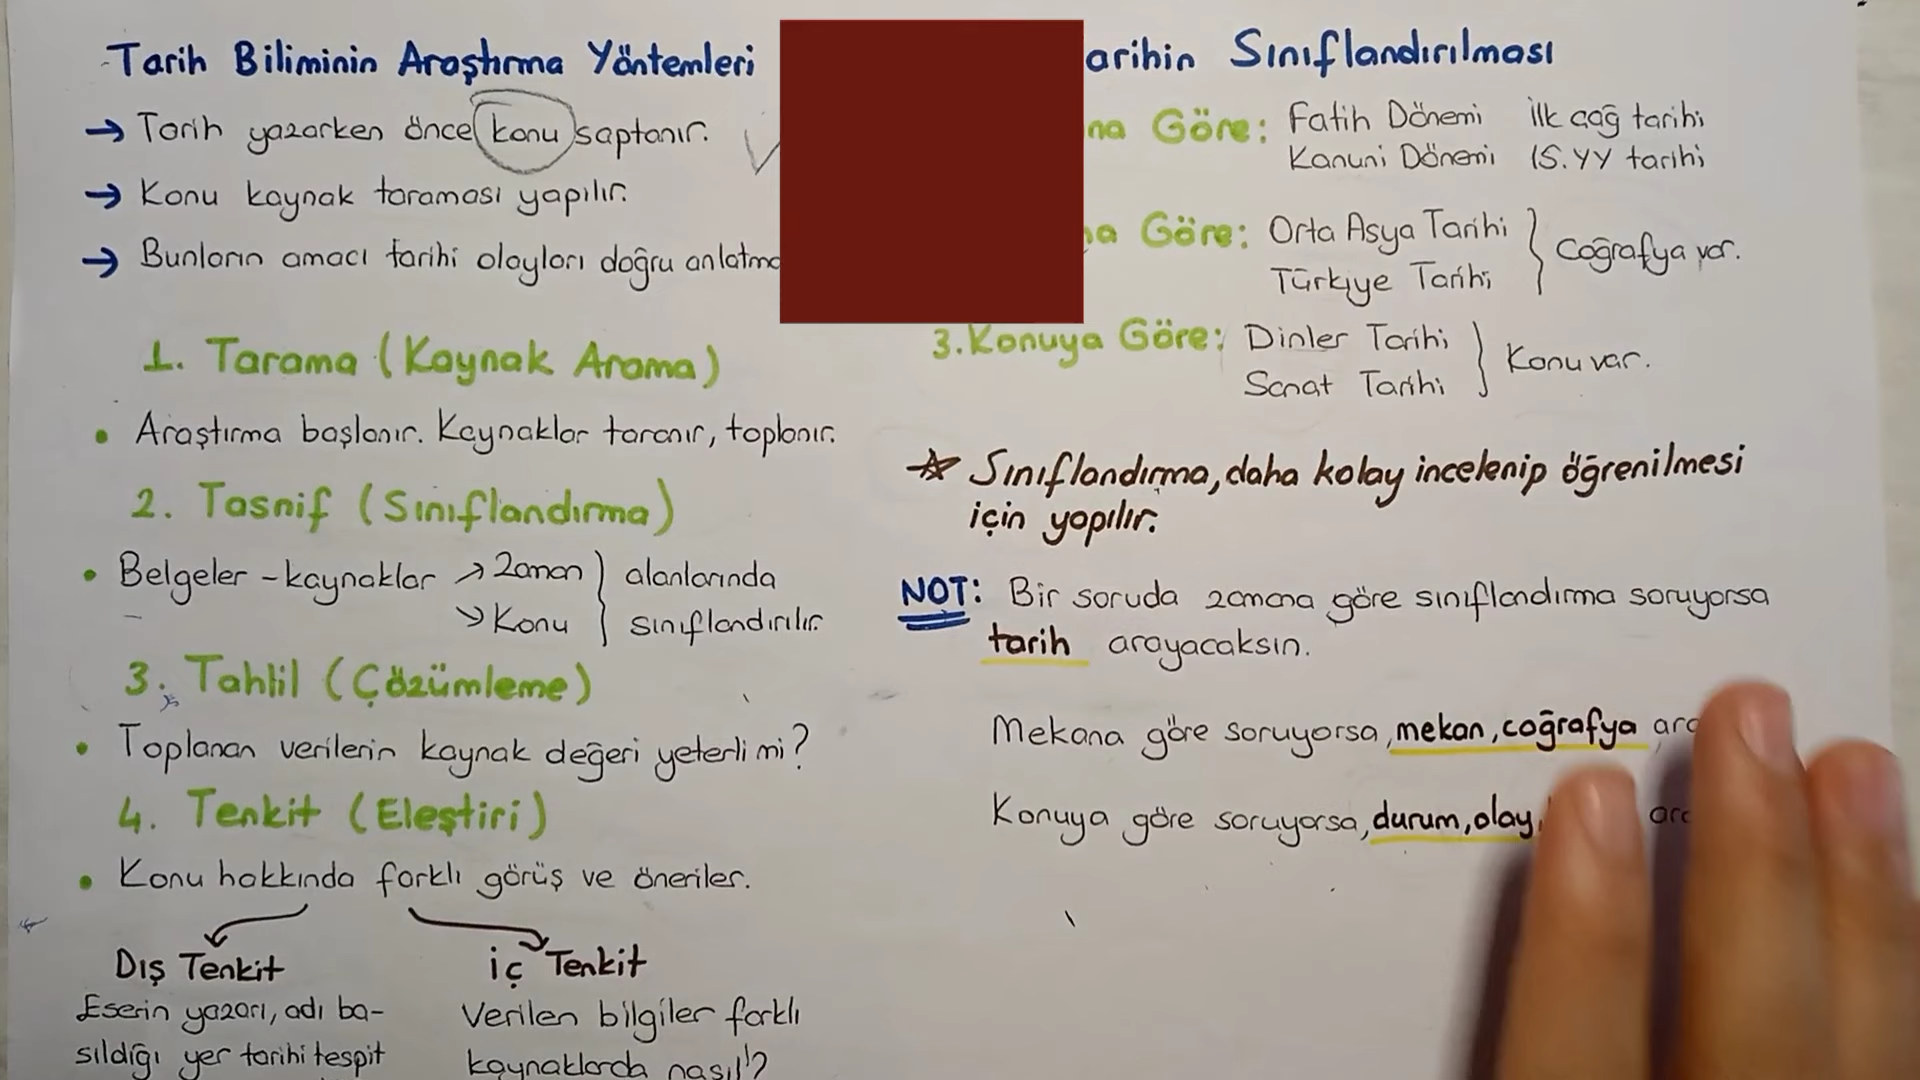 Tarih Biliminin Araştırma Yöntemleri
→ Tarih yazarken önce konu saptanır.
→ Konu kaynak taraması yapılır.
→ Bunların amacı tarihi olayları doğru anlatma
1. Tarama (Kaynak Arama)
• Araştırma başlanır. Kaynaklar taranır, toplanır.
2. Tasnif (Sınıflandırma)
• Belgeler - kaynaklar → Zaman } alanlarında
→ Konu } sınıflandırılır.
3. Tahlil (Çözümleme)
• Toplanan verilerin kaynak değeri yeterli mi?
4. Tenkit (Eleştiri)
• Konu hakkında farklı görüş ve öneriler.
Dış Tenkit
Eserin yazarı, adı ba-
sıldığı yer tarihi tespit
İç Tenkit
Verilen bilgiler farklı
kaynaklarda nasıl?
arihin Sınıflandırılması
na Göre: Fatih Dönemi İlk çağ tarihi
Kanuni Dönemi 15.YY tarihi
a Göre: Orta Asya Tarihi } Coğrafya var.
Türkiye Tarihi
3. Konuya Göre: Dinler Tarihi } Konu var.
Sanat Tarihi
☆ Sınıflandırma, daha kolay incelenip öğrenilmesi
için yapılır.
NOT: Bir soruda zamana göre sınıflandırma soruyorsa
tarih arayacaksın.
Mekana göre soruyorsa, mekan, coğrafya ara
Konuya göre soruyorsa, durum, olay, ara